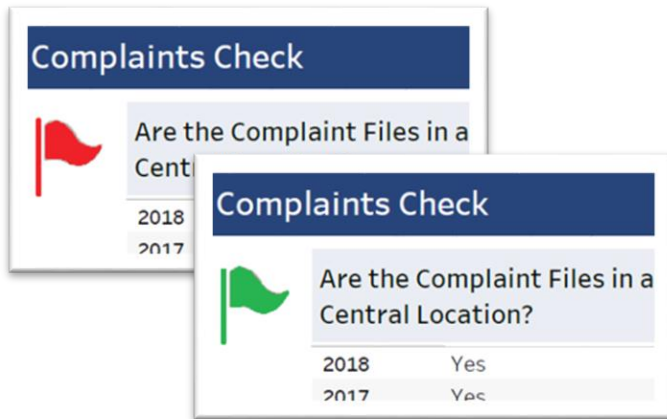 Complaints Check
Are the Complaint Files in a
2018
2017
Complaints Check
Are the Complaint Files in a
Central Location?
2018 Yes
2017 Yes